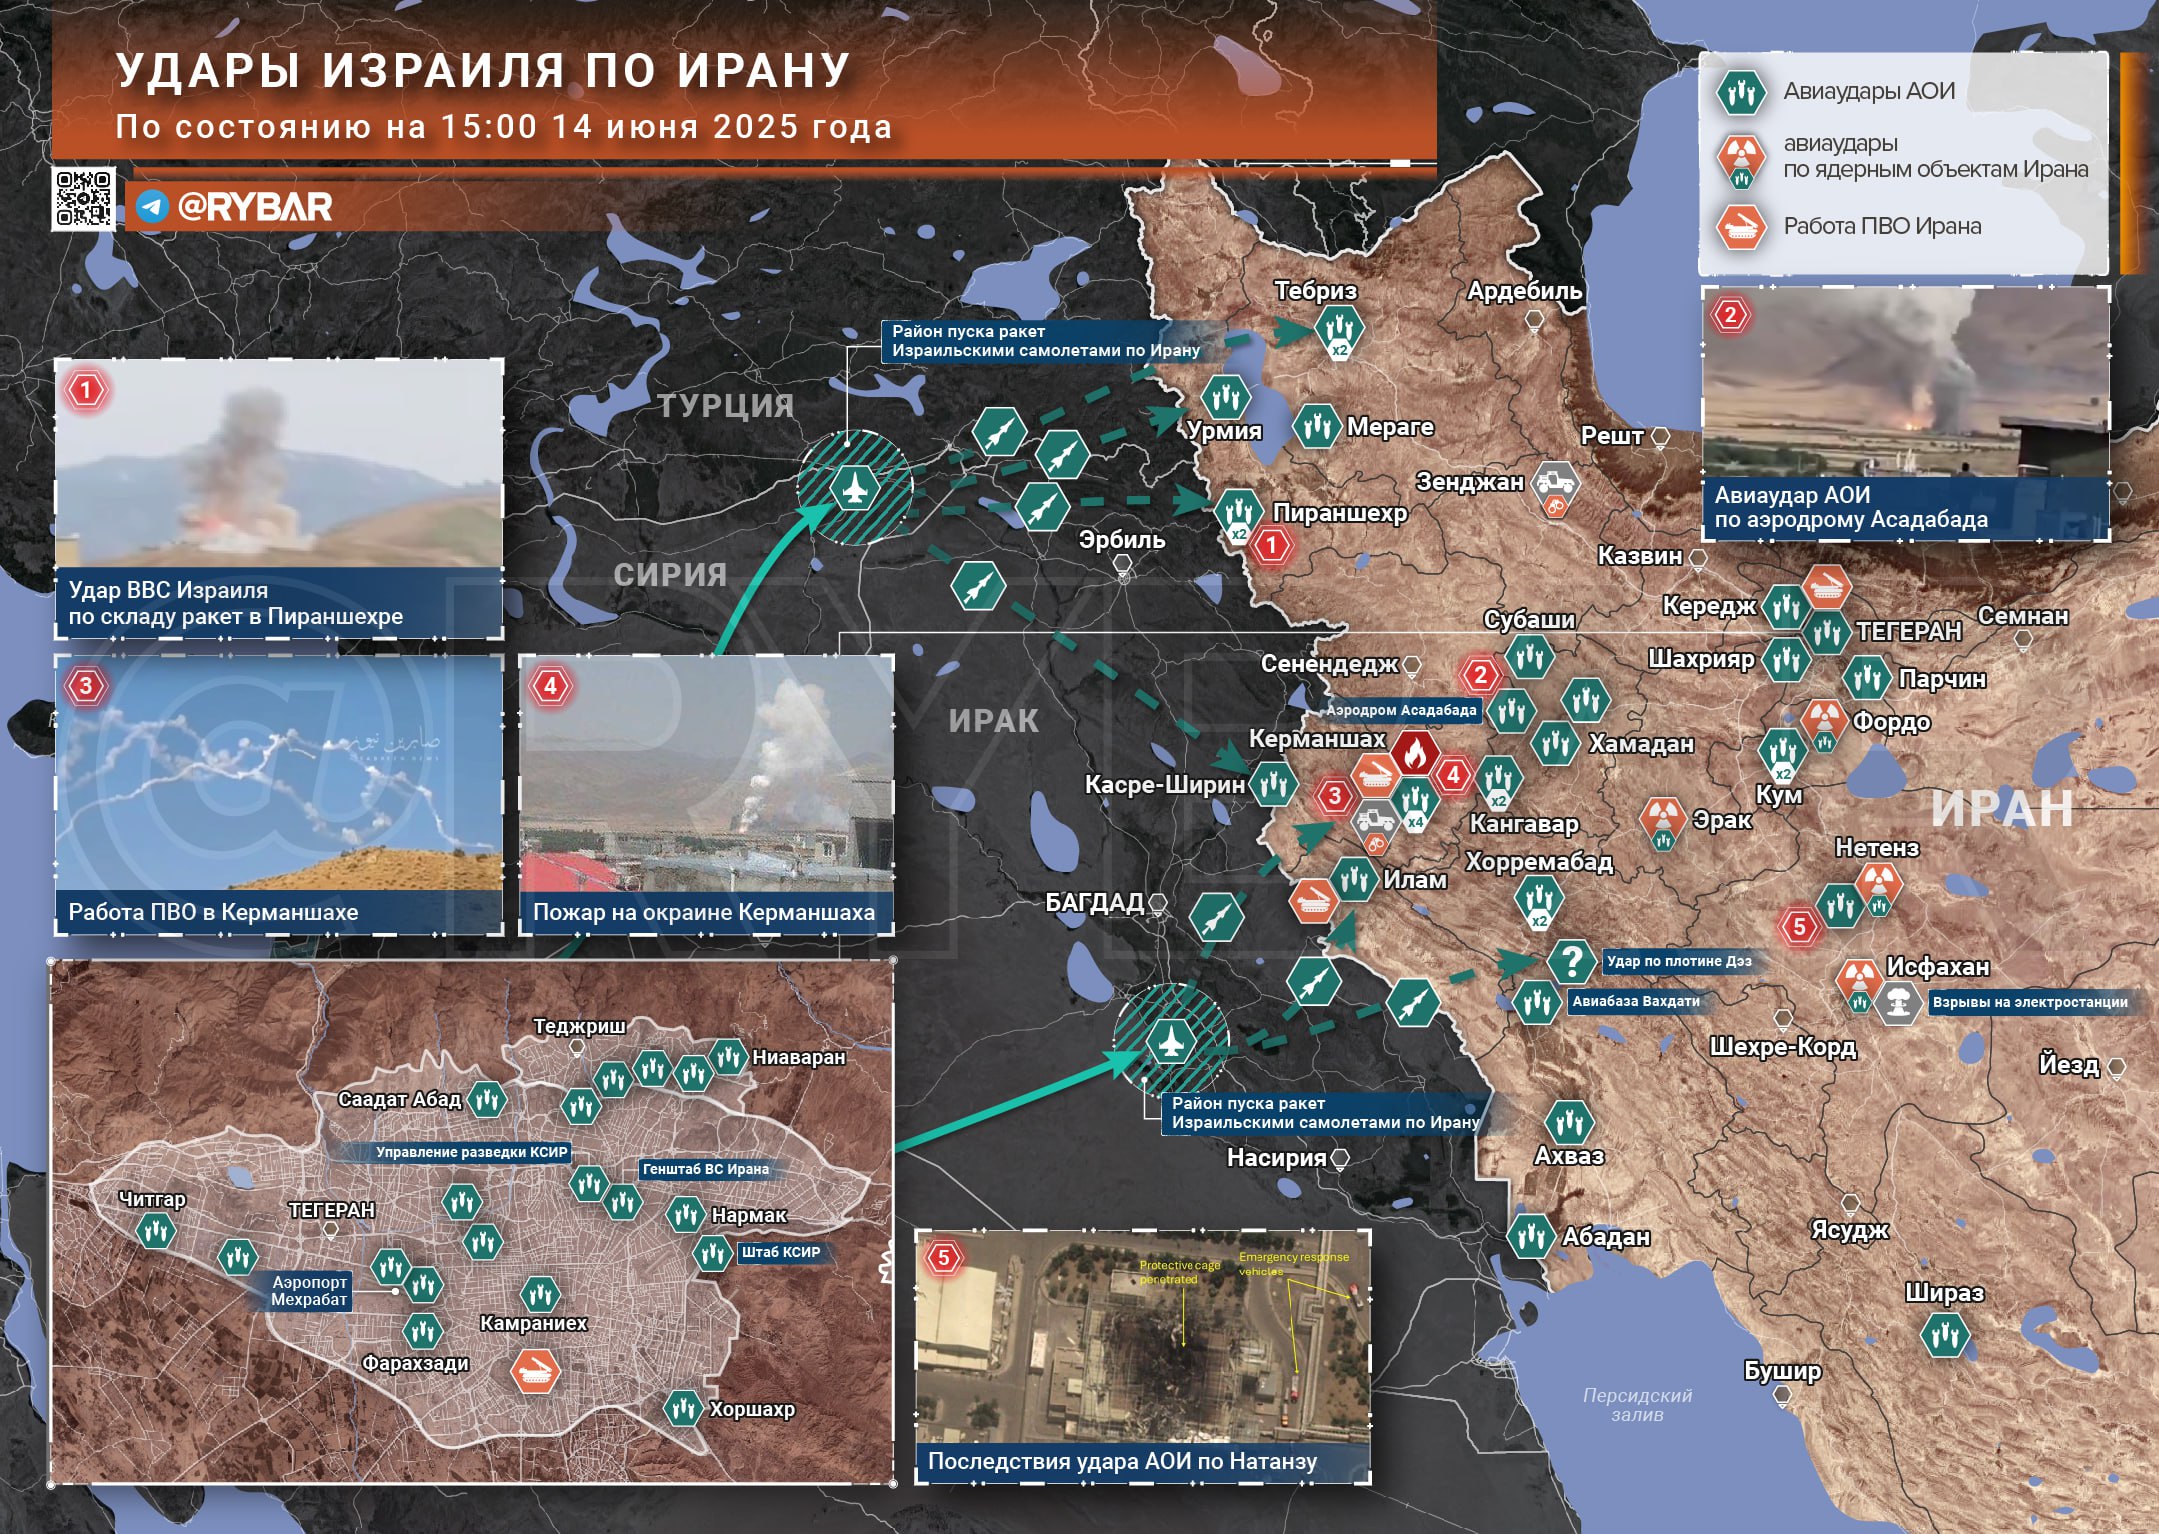 УДАРЫ ИЗРАИЛЯ ПО ИРАНУ
По состоянию на 15:00 14 июня 2025 года
@RYBAR
Авиаудары АОИ
авиаудары
по ядерным объектам Ирана
Работа ПВО Ирана
1
Удар ВВС Израиля
по складу ракет в Пираншехре
2
Авиаудар АОИ
по аэродрому Асадабада
3
صابرين نيوز
SABREEN NEWS
Работа ПВО в Керманшахе
4
Пожар на окраине Керманшаха
ТУРЦИЯ
СИРИЯ
ИРАК
ИРАН
Район пуска ракет
Израильскими самолетами по Ирану
Тебриз
x2
Ардебиль
Урмия
Мераге
Решт
Зенджан
Пираншехр
x2
1
Эрбиль
Казвин
Кередж
ТЕГЕРАН
Семнан
Субаши
Шахрияр
Сенендедж
2
Парчин
Аэродром Асадабада
Фордо
Керманшах
Хамадан
Касре-Ширин
3
4
x4
x2
x2
Кум
Кангавар
Эрак
Нетенз
Хорремабад
x2
Илам
БАГДАД
5
Удар по плотине Дэз
?
Исфахан
Авиабаза Вахдати
Взрывы на электростанции
Шехре-Корд
Йезд
Район пуска ракет
Израильскими самолетами по Ирану
Насирия
Ахваз
Абадан
Ясудж
Шираз
Бушир
Персидский
залив
Теджриш
Ниаваран
Саадат Абад
Управление разведки КСИР
Генштаб ВС Ирана
Читгар
ТЕГЕРАН
Нармак
Штаб КСИР
Аэропорт
Мехрабат
Камраниех
Фарахзади
Хоршахр
5
Protective cage
penetrated
Emergency response
vehicles
Последствия удара АОИ по Натанзу
@RYBAR